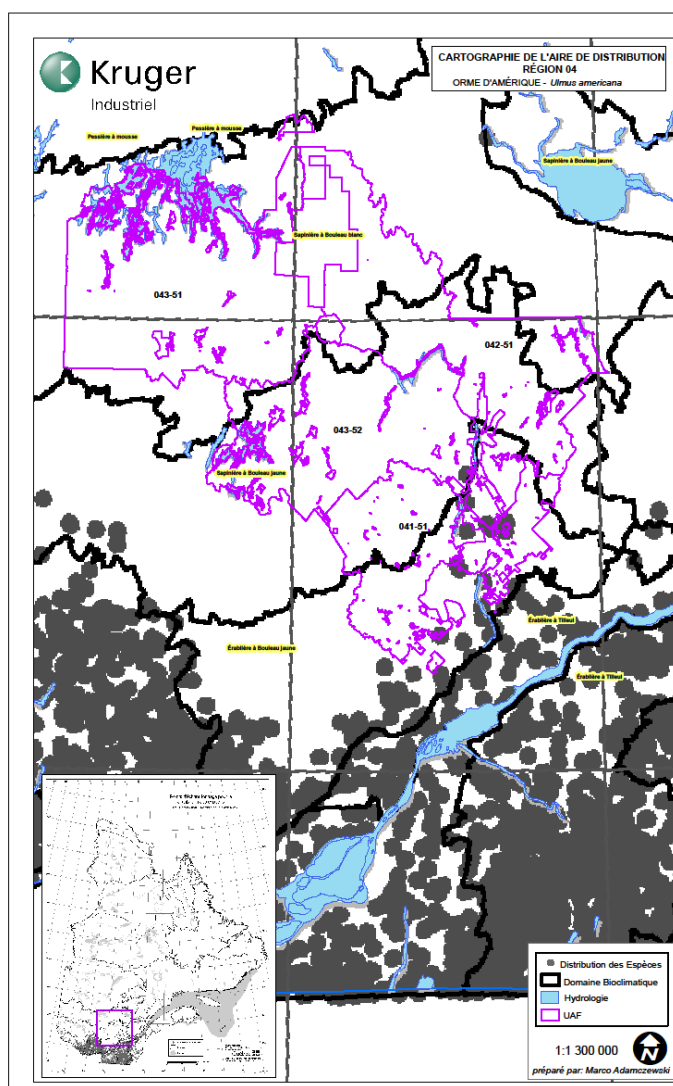 Kruger
Industriel
CARTOGRAPHIE DE L'AIRE DE DISTRIBUTION
RÉGION 04
ORME D'AMÉRIQUE - Ulmus americana
Pessière à mousse
Pessière à mousse
Sapinière à Bouleau jaune
Sapinière à Bouleau blanc
043-51
042-51
043-52
Sapinière à Bouleau jaune
041-51
Érablière à Tilleul
Érablière à Bouleau jaune
Érablière à Tilleul
Distribution des Espèces
Domaine Bioclimatique
Hydrologie
UAF
1:1 300 000
N
préparé par: Marco Adamczewski